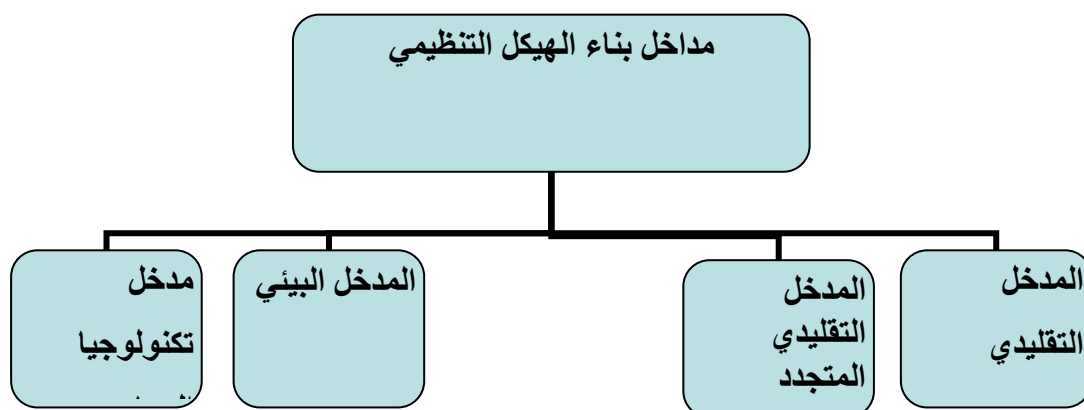 مداخل بناء الهيكل التنظيمي
المدخل
التقليدي
المدخل
التقليدي
المتجدد
المدخل البيئي
مدخل
تكنولوجيا